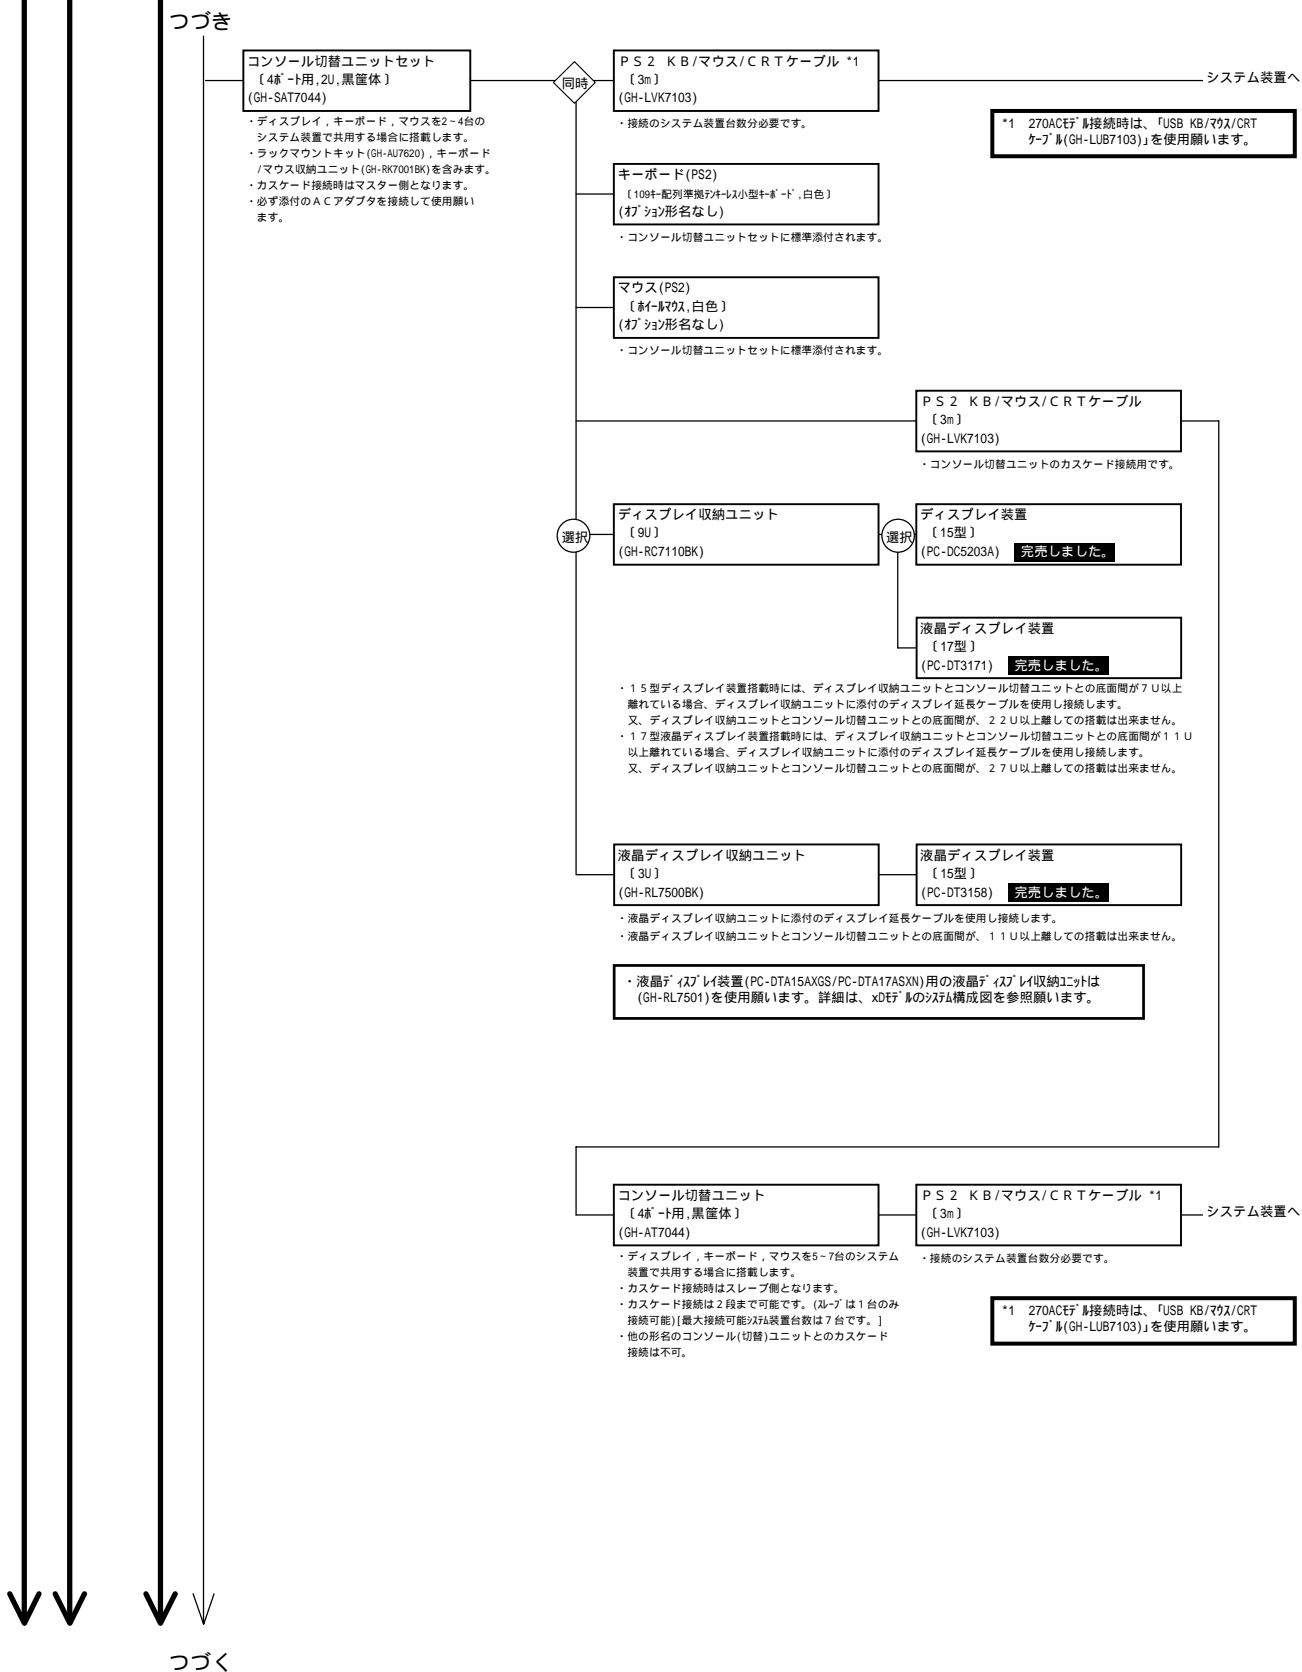 つづき
コンソール切替ユニットセット
〔4ﾎﾟｰﾄ用,2U,黒筐体〕
(GH-SAT7044)
・ディスプレイ，キーボード，マウスを2~4台の
システム装置で共用する場合に搭載します。
・ラックマウントキット(GH-AU7620)，キーボード
/マウス収納ユニット(GH-RK7001BK)を含みます。
・カスケード接続時はマスター側となります。
・必ず添付のＡＣアダプタを接続して使用願い
ます。
同時
ＰＳ２ ＫＢ/マウス/ＣＲＴケーブル *1
〔3m〕
(GH-LVK7103)
・接続のシステム装置台数分必要です。
システム装置へ
*1 270ACﾓﾃﾞﾙ接続時は、｢USB KB/ﾏｳｽ/CRT
ｹｰﾌﾞﾙ(GH-LUB7103)｣を使用願います。
キーボード(PS2)
〔109ｷｰ配列準拠ﾃﾝｷｰﾚｽ小型ｷｰﾎﾞｰﾄﾞ,白色〕
(ｵﾌﾟｼｮﾝ形名なし)
・コンソール切替ユニットセットに標準添付されます。
マウス(PS2)
〔ﾎｲｰﾙﾏｳｽ,白色〕
(ｵﾌﾟｼｮﾝ形名なし)
・コンソール切替ユニットセットに標準添付されます。
ＰＳ２ ＫＢ/マウス/ＣＲＴケーブル
〔3m〕
(GH-LVK7103)
・コンソール切替ユニットのカスケード接続用です。
選択
ディスプレイ収納ユニット
〔9U〕
(GH-RC7110BK)
選択
ディスプレイ装置
〔15型〕
(PC-DC5203A) 完売しました。
液晶ディスプレイ装置
〔17型〕
(PC-DT3171) 完売しました。
・１５型ディスプレイ装置搭載時には、ディスプレイ収納ユニットとコンソール切替ユニットとの底面間が７Ｕ以上
離れている場合、ディスプレイ収納ユニットに添付のディスプレイ延長ケーブルを使用し接続します。
又、ディスプレイ収納ユニットとコンソール切替ユニットとの底面間が、２２Ｕ以上離しての搭載は出来ません。
・１７型液晶ディスプレイ装置搭載時には、ディスプレイ収納ユニットとコンソール切替ユニットとの底面間が１１Ｕ
以上離れている場合、ディスプレイ収納ユニットに添付のディスプレイ延長ケーブルを使用し接続します。
又、ディスプレイ収納ユニットとコンソール切替ユニットとの底面間が、２７Ｕ以上離しての搭載は出来ません。
液晶ディスプレイ収納ユニット
〔3U〕
(GH-RL7500BK)
液晶ディスプレイ装置
〔15型〕
(PC-DT3158) 完売しました。
・液晶ディスプレイ収納ユニットに添付のディスプレイ延長ケーブルを使用し接続します。
・液晶ディスプレイ収納ユニットとコンソール切替ユニットとの底面間が、１１Ｕ以上離しての搭載は出来ません。
・液晶ﾃﾞｨｽﾌﾟﾚｲ装置(PC-DTA15AXGS/PC-DTA17ASXN)用の液晶ﾃﾞｨｽﾌﾟﾚｲ収納ﾕﾆｯﾄは
(GH-RL7501)を使用願います。詳細は、xDﾓﾃﾞﾙのｼｽﾃﾑ構成図を参照願います。
コンソール切替ユニット
〔4ﾎﾟｰﾄ用,黒筐体〕
(GH-AT7044)
・ディスプレイ，キーボード，マウスを5~7台のシステム
装置で共用する場合に搭載します。
・カスケード接続時はスレーブ側となります。
・カスケード接続は２段まで可能です。(ｽﾚｰﾌﾞは１台のみ
接続可能)[最大接続可能ｼｽﾃﾑ装置台数は７台です。]
・他の形名のコンソール(切替)ユニットとのカスケード
接続は不可。
ＰＳ２ ＫＢ/マウス/ＣＲＴケーブル *1
〔3m〕
(GH-LVK7103)
・接続のシステム装置台数分必要です。
システム装置へ
*1 270ACﾓﾃﾞﾙ接続時は、｢USB KB/ﾏｳｽ/CRT
ｹｰﾌﾞﾙ(GH-LUB7103)｣を使用願います。
つづく